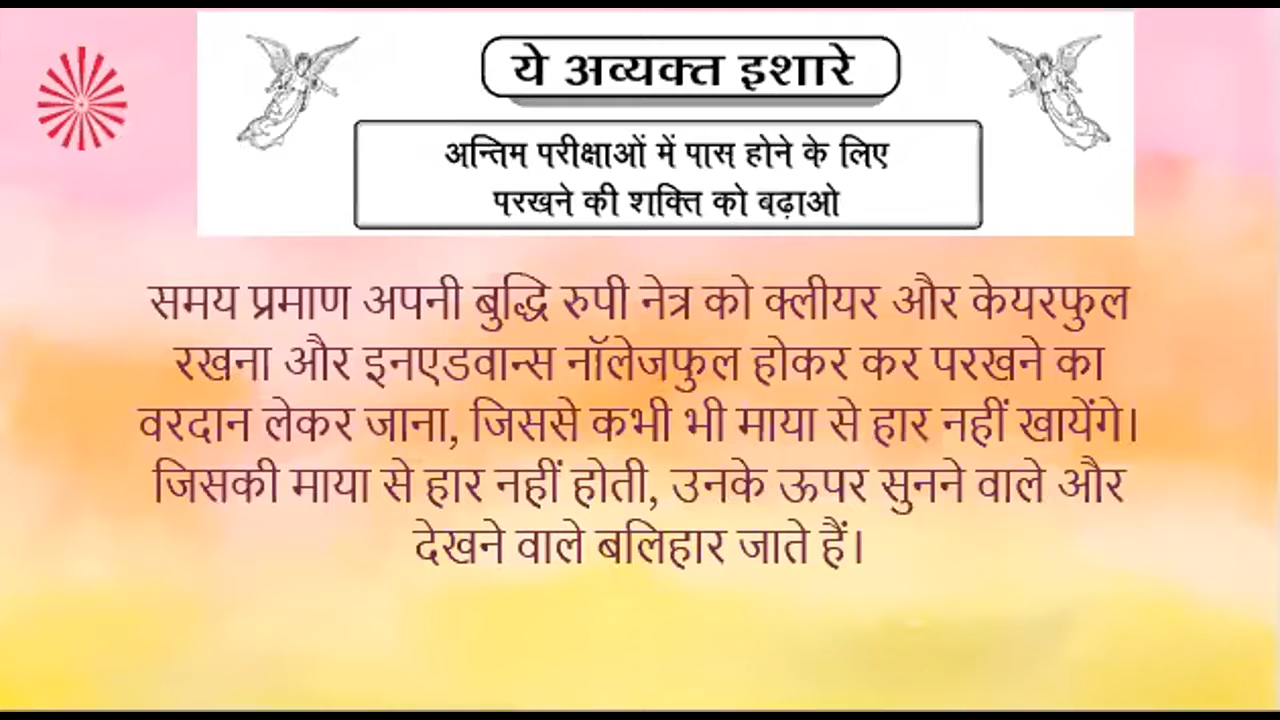 ये अव्यक्त इशारे
अन्तिम परीक्षाओं में पास होने के लिए
परखने की शक्ति को बढ़ाओ
समय प्रमाण अपनी बुद्धि रुपी नेत्र को क्लीयर और केयरफुल
रखना और इनएडवान्स नॉलेजफुल होकर कर परखने का
वरदान लेकर जाना, जिससे कभी भी माया से हार नहीं खायेंगे।
जिसकी माया से हार नहीं होती, उनके ऊपर सुनने वाले और
देखने वाले बलिहार जाते हैं।